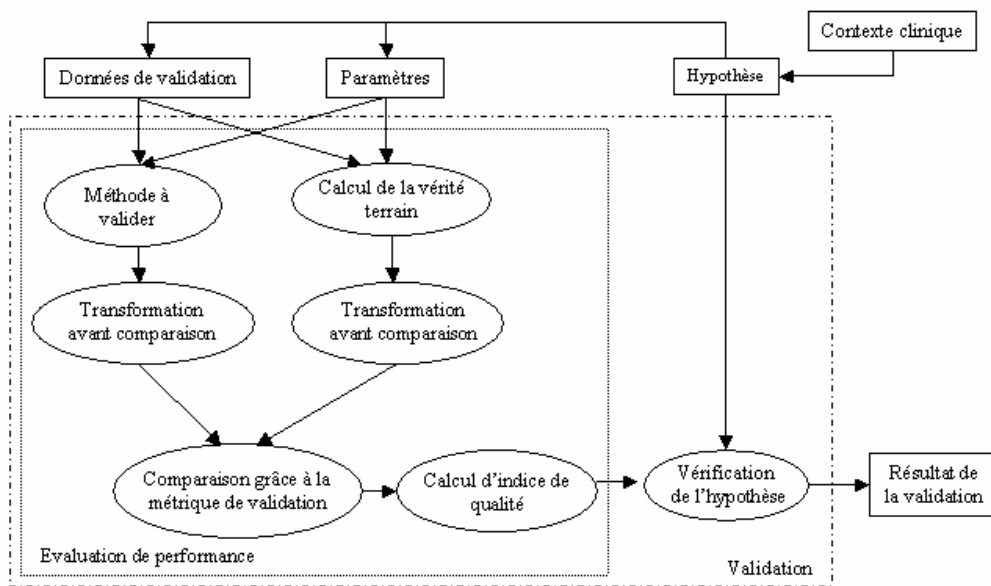 Contexte clinique
Données de validation
Paramètres
Hypothèse
Méthode à
valider
Calcul de la vérité
terrain
Transformation
avant comparaison
Transformation
avant comparaison
Comparaison grâce à la
métrique de validation
Calcul d'indice de
qualité
Vérification
de l'hypothèse
Résultat de
la validation
Evaluation de performance
Validation